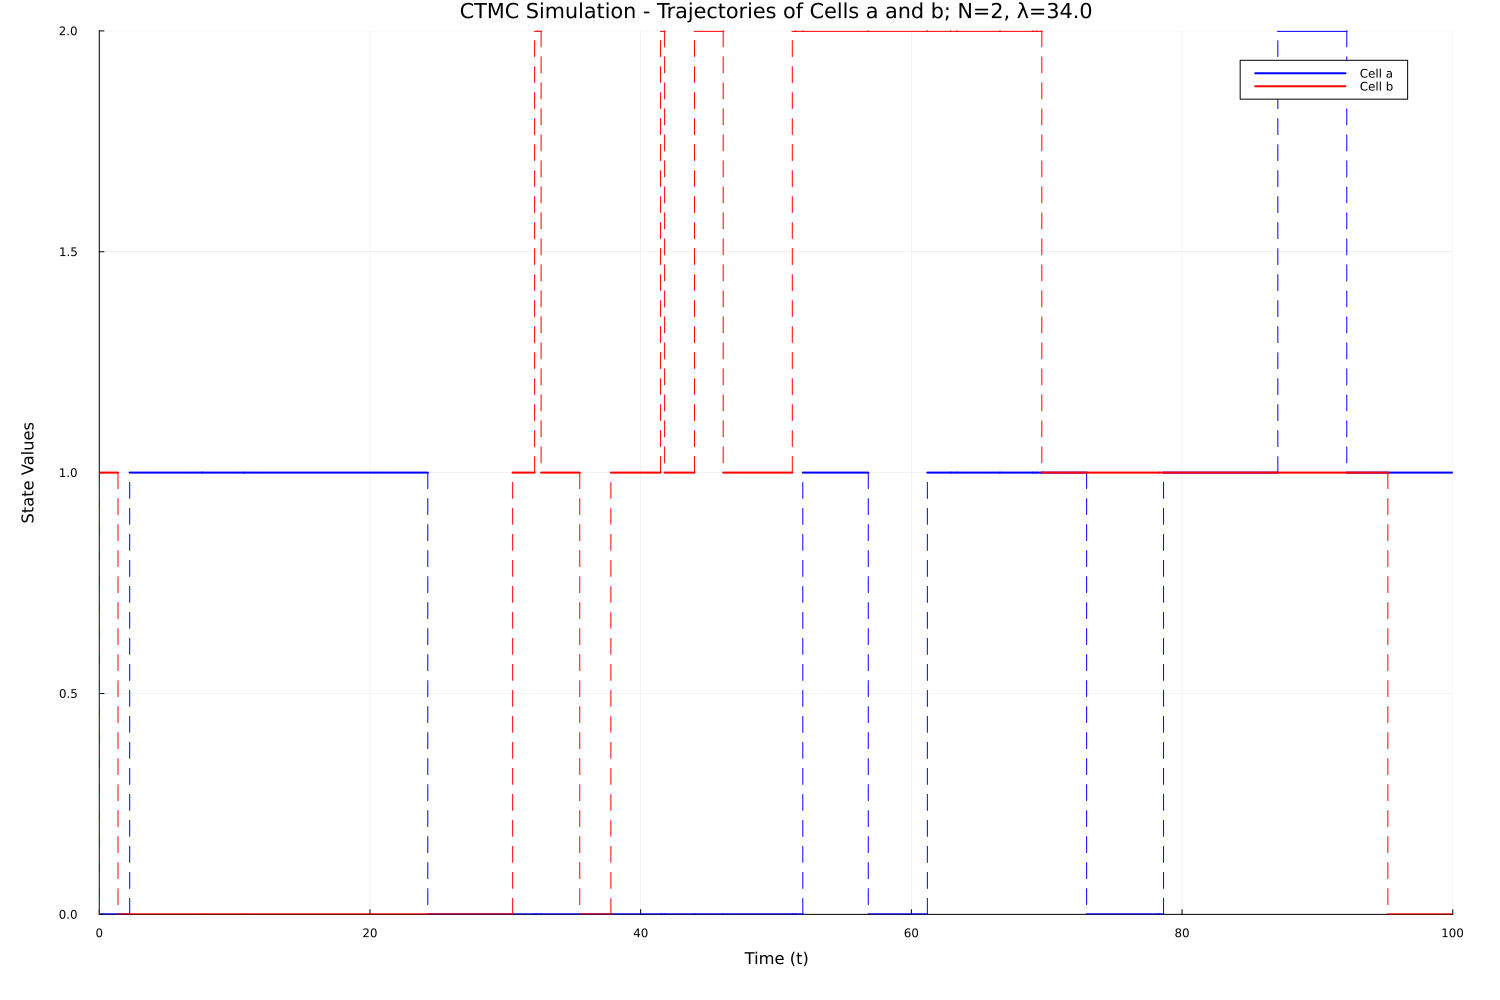 CTMC Simulation - Trajectories of Cells a and b; N=2, λ=34.0
2.0
Cell a
Cell b
1.5
State Values
1.0
0.5
0.0
0 20 40 60 80 100
Time (t)